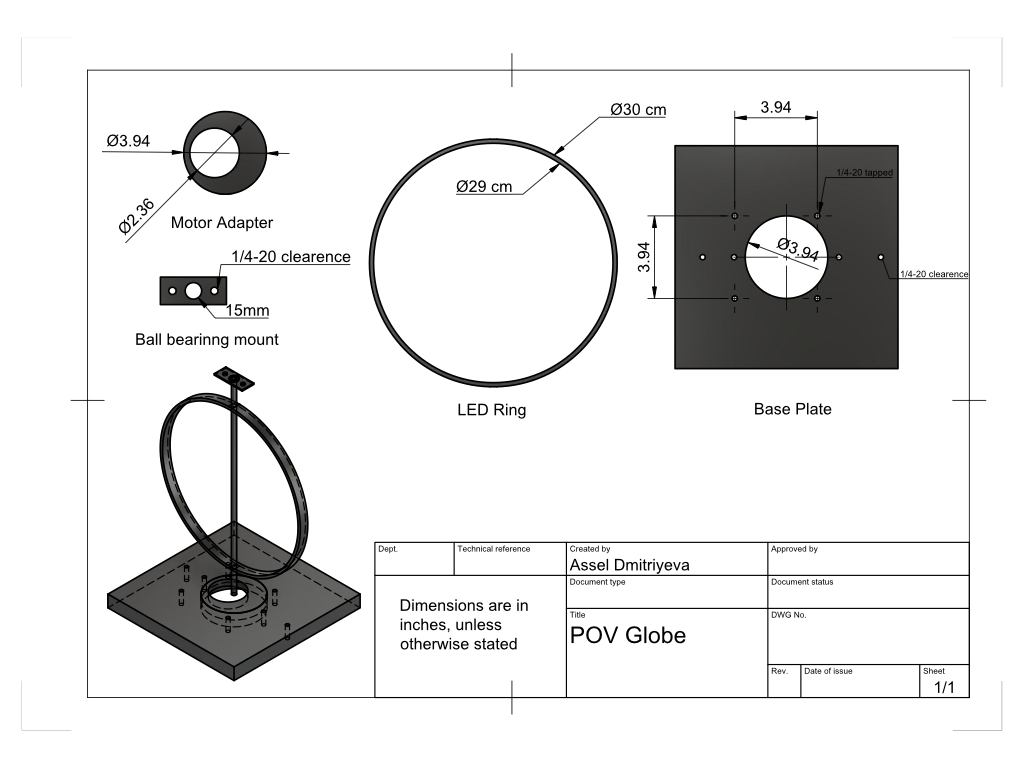 Ø3.94
Ø2.36
Motor Adapter
1/4-20 clearence
15mm
Ball bearinng mount
Ø30 cm
Ø29 cm
LED Ring
3.94
1/4-20 tapped
3.94
Ø3.94
1/4-20 clearence
Base Plate
Dept.
Technical reference
Created by
Assel Dmitriyeva
Approved by
Document type
Document status
Dimensions are in
inches, unless
otherwise stated
Title
POV Globe
DWG No.
Rev.
Date of issue
Sheet
1/1